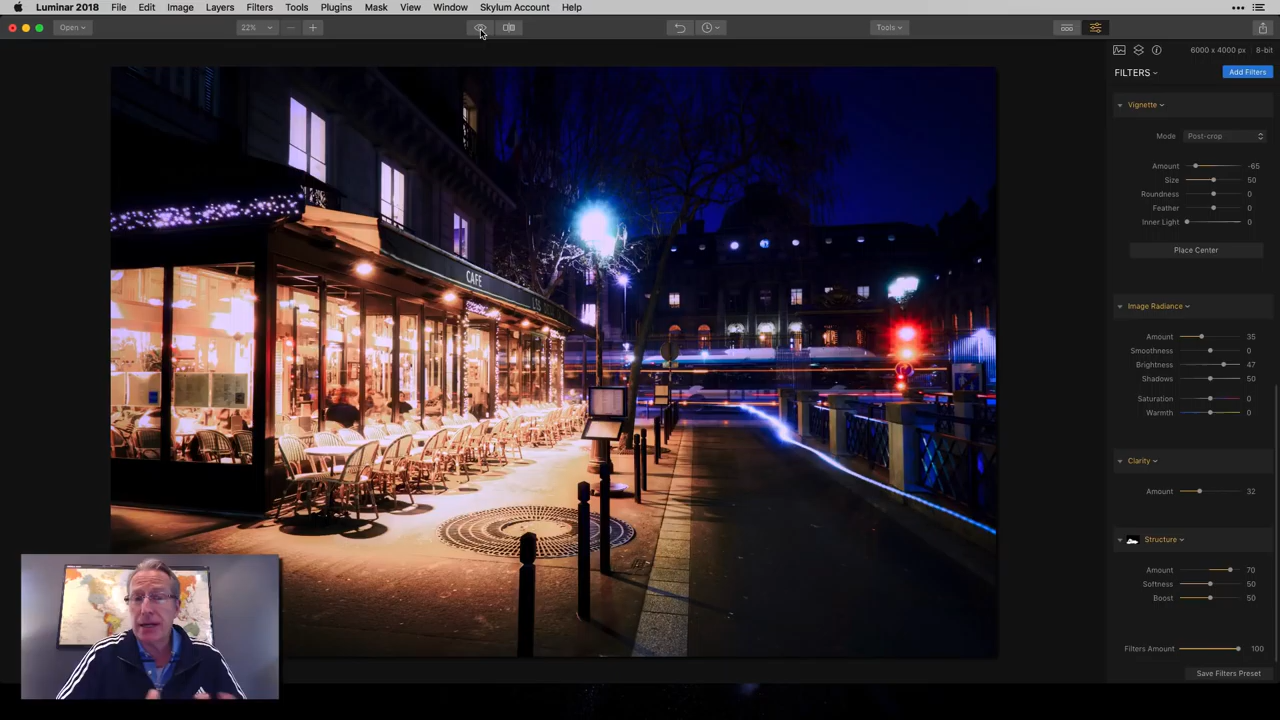 Luminar 2018 File Edit Image Layers Filters Tools Plugins Mask View Window Skylum Account Help
Open 22% Tools
6000 x 4000 px 8-bit
FILTERS Add Filters
Vignette
Mode Post-crop
Amount -65
Size 50
Roundness 0
Feather 0
Inner Light 0
Place Center
Image Radiance
Amount 35
Smoothness 0
Brightness 47
Shadows 50
Saturation 0
Warmth 0
Clarity
Amount 32
Structure
Amount 70
Softness 50
Boost 50
Filters Amount 100
Save Filters Preset
CAFE